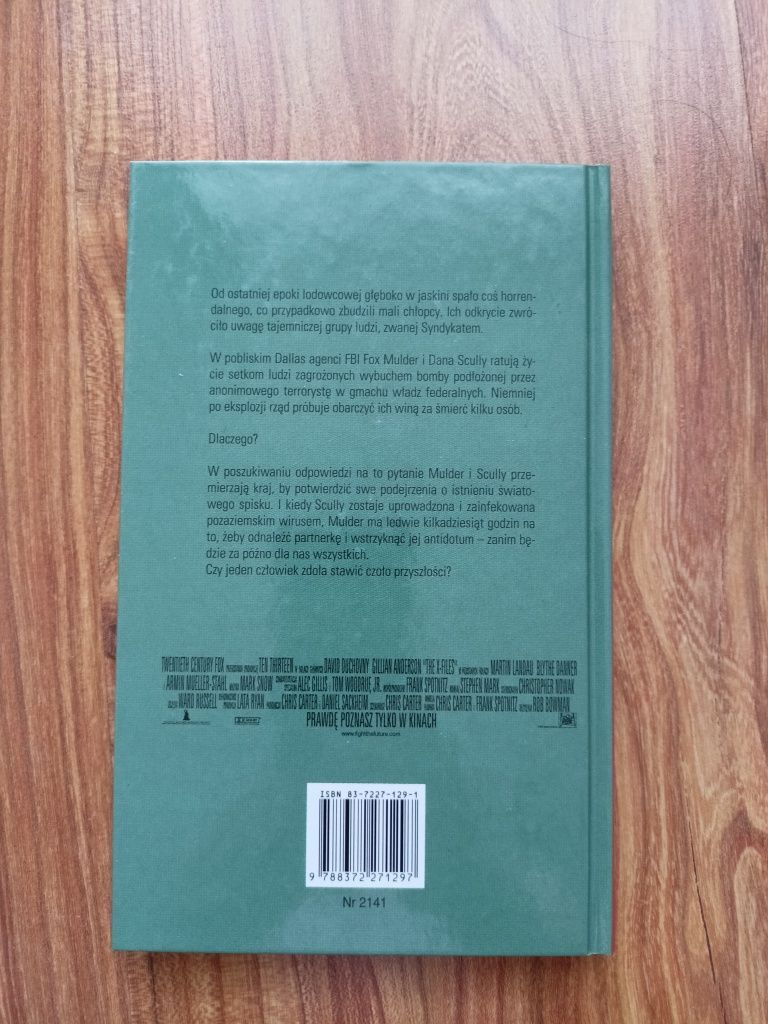 Od ostatniej epoki lodowcowej głęboko w jaskini spało coś horren-
dalnego, co przypadkowo zbudzili mali chłopcy. Ich odkrycie zwró-
ciło uwagę tajemniczej grupy ludzi, zwanej Syndykatem.
W pobliskim Dallas agenci FBI Fox Mulder i Dana Scully ratują ży-
cie setkom ludzi zagrożonych wybuchem bomby podłożonej przez
anonimowego terrorystę w gmachu władz federalnych. Niemniej
po eksplozji rząd próbuje obarczyć ich winą za śmierć kilku osób.
Dlaczego?
W poszukiwaniu odpowiedzi na to pytanie Mulder i Scully prze-
mierzają kraj, by potwierdzić swe podejrzenia o istnieniu świato-
wego spisku. I kiedy Scully zostaje uprowadzona i zainfekowana
pozaziemskim wirusem, Mulder ma ledwie kilkadziesiąt godzin na
to, żeby odnaleźć partnerkę i wstrzyknąć jej antidotum – zanim bę-
dzie za późno dla nas wszystkich.
Czy jeden człowiek zdoła stawić czoło przyszłości?
TWENTIETH CENTURY FOX TEN THIRTEEN DAVID DUCHOVNY GILLIAN ANDERSON "THE X-FILES" MARTIN LANDAU BLYTHE DANNER
ARMIN MUELLER-STAHL MARK SNOW ALEC GILLIS TOM WOODRUFF, JR. FRANK SPOTNITZ STEPHEN MARK CHRISTOPHER NOWAK
WARD RUSSELL LATA RYAN CHRIS CARTER DANIEL SACKHEIM CHRIS CARTER CHRIS CARTER FRANK SPOTNITZ ROB BOWMAN
PRAWDĘ POZNASZ TYLKO W KINACH
www.fightthefuture.com
ISBN 83-7227-129-1
9 788372 271297
Nr 2141